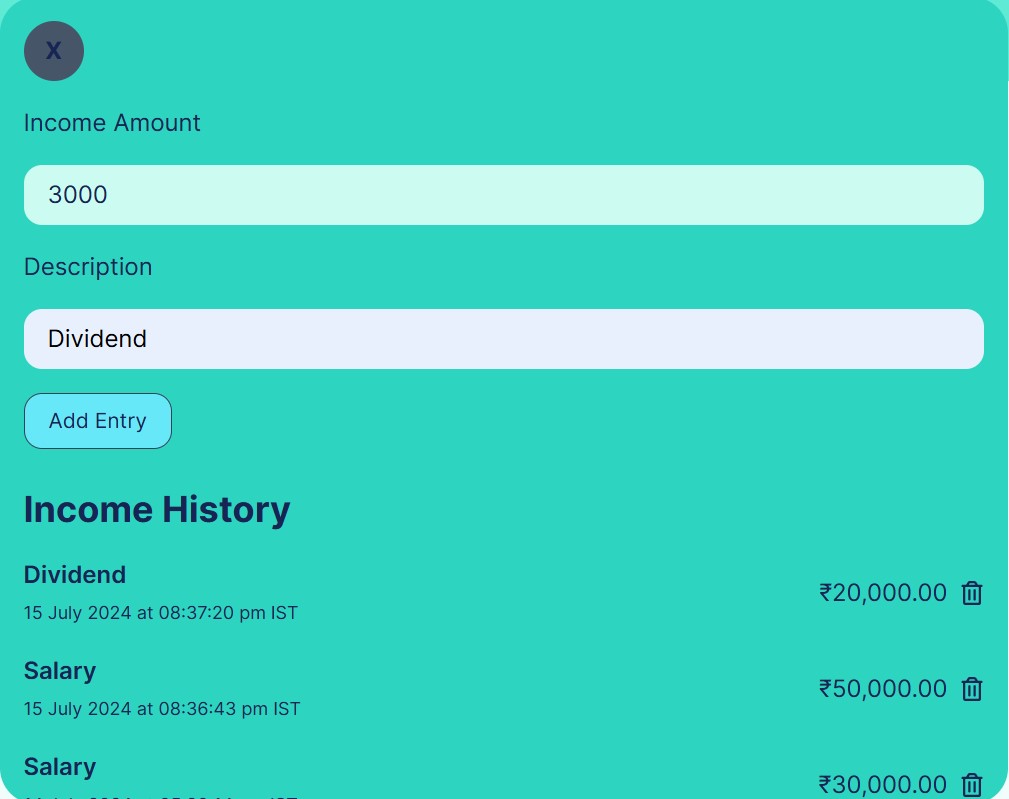 X
Income Amount
3000
Description
Dividend
Add Entry
Income History
Dividend
₹20,000.00
15 July 2024 at 08:37:20 pm IST
Salary
₹50,000.00
15 July 2024 at 08:36:43 pm IST
Salary
₹30,000.00